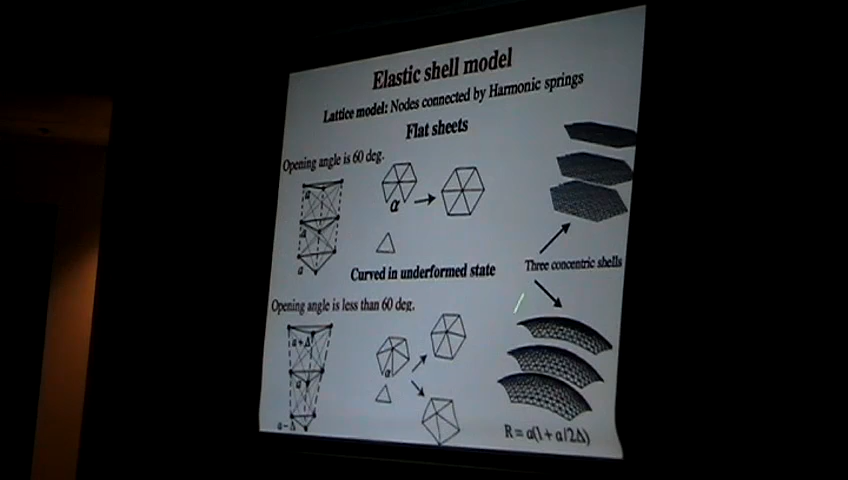 Elastic shell model
Lattice model: Nodes connected by Harmonic springs
Flat sheets
Opening angle is 60 deg.
a
α
a
Curved in underformed state
Three concentric shells
Opening angle is less than 60 deg.
a + Δ
a
α
a - Δ
R = a(1 + a/2Δ)